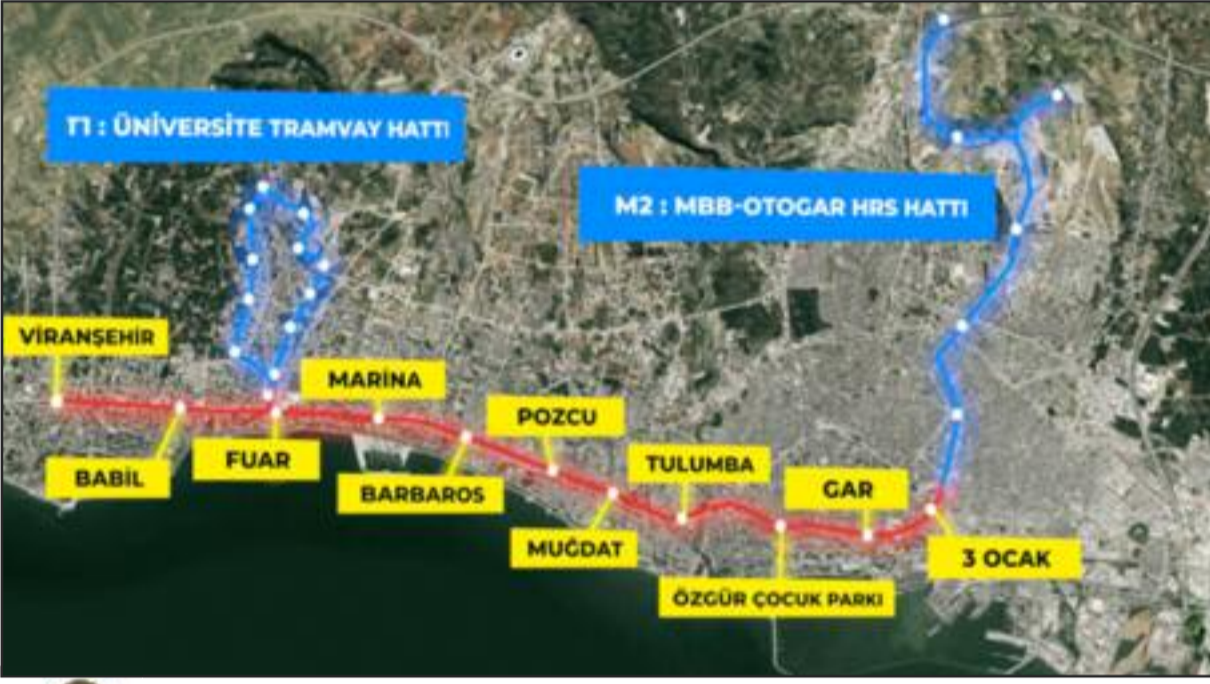 T1 : ÜNİVERSİTE TRAMVAY HATTI
M2 : MBB-OTOGAR HRS HATTI
VİRANŞEHİR
MARİNA
POZCU
BABİL
FUAR
BARBAROS
TULUMBA
GAR
MUĞDAT
3 OCAK
ÖZGÜR ÇOCUK PARKI